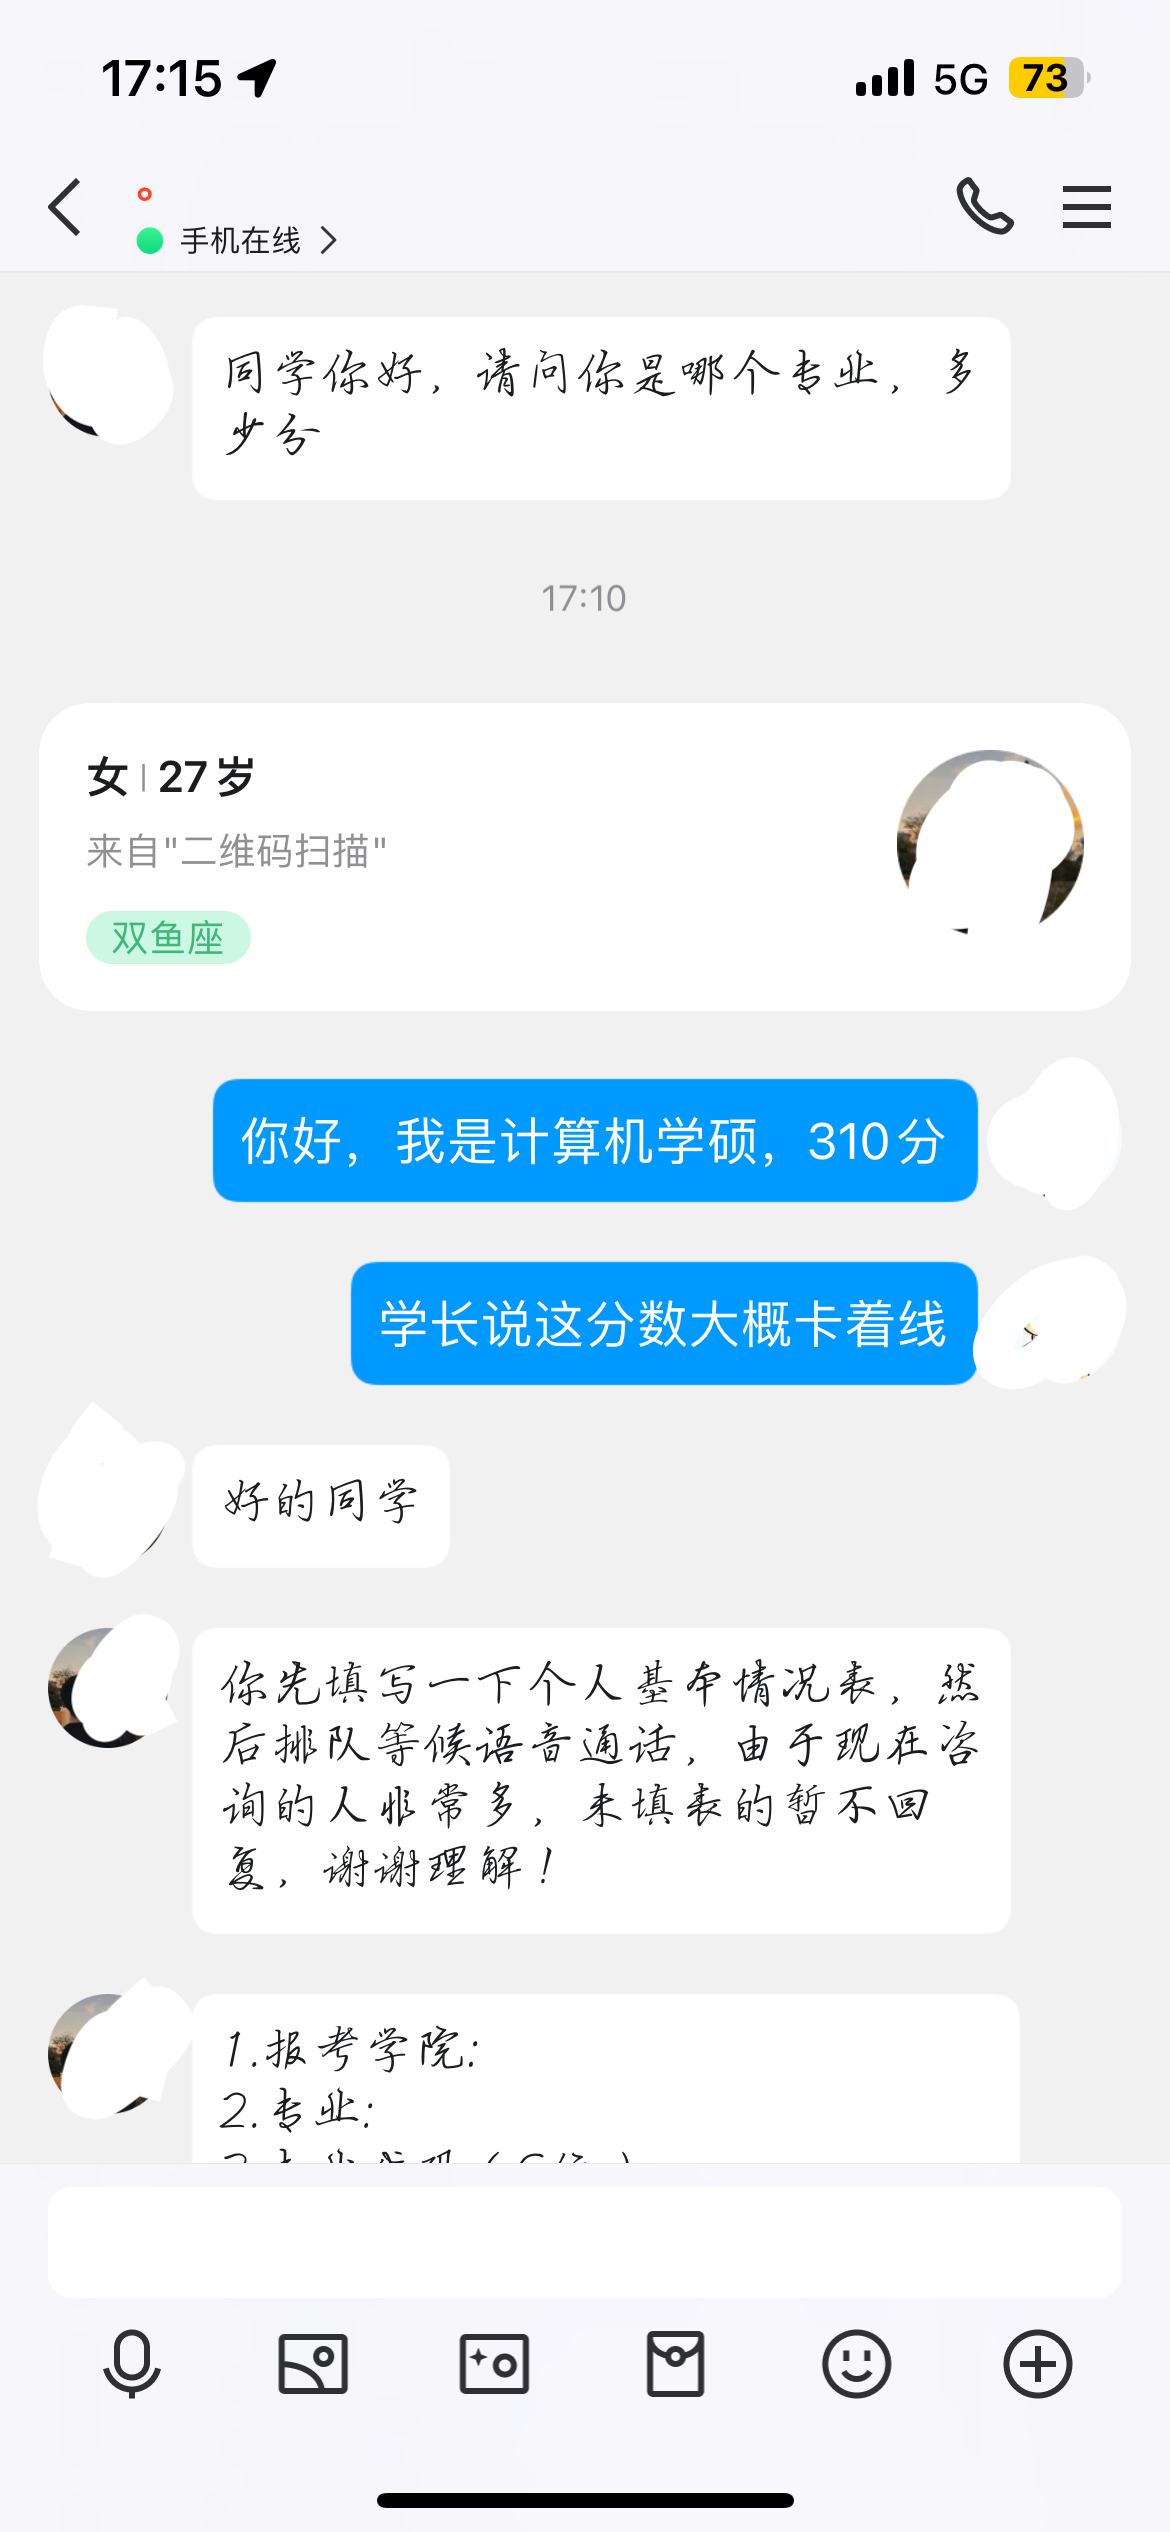 17:15
5G
73
手机在线
同学你好，请问你是哪个专业，多
少分
17:10
女 | 27岁
来自"二维码扫描"
双鱼座
你好，我是计算机学硕，310分
学长说这分数大概卡着线
好的同学
你先填写一下个人基本情况表，然
后排队等候语音通话，由于现在咨
询的人非常多，未填表的暂不回
复，谢谢理解！
1.报考学院:
2.专业: